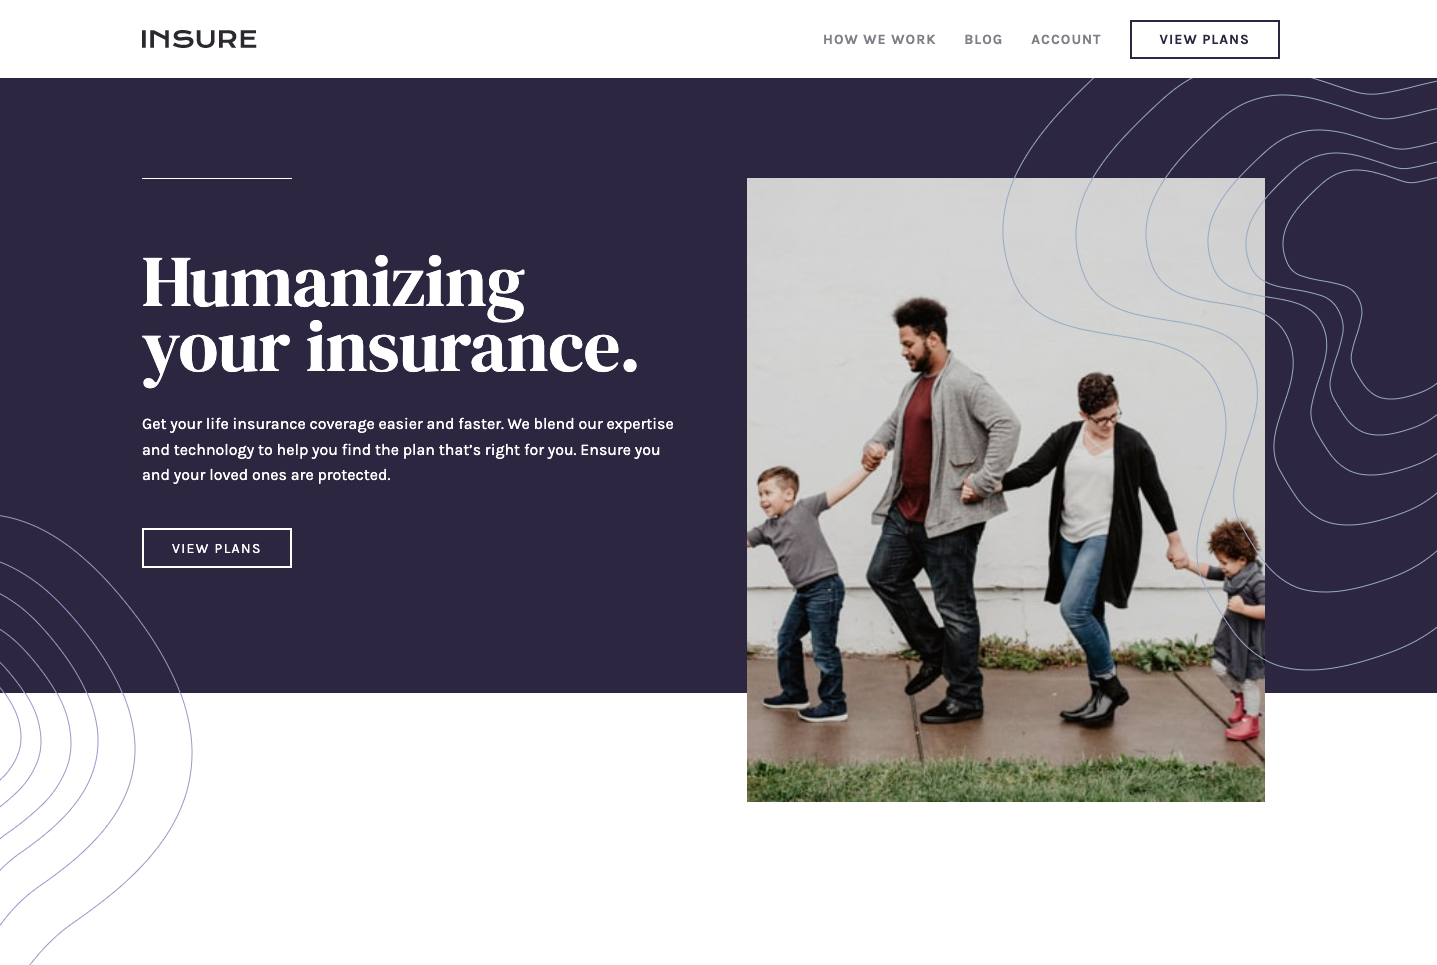 INSURE
HOW WE WORK
BLOG
ACCOUNT
VIEW PLANS
Humanizing
your insurance.
Get your life insurance coverage easier and faster. We blend our expertise
and technology to help you find the plan that’s right for you. Ensure you
and your loved ones are protected.
VIEW PLANS